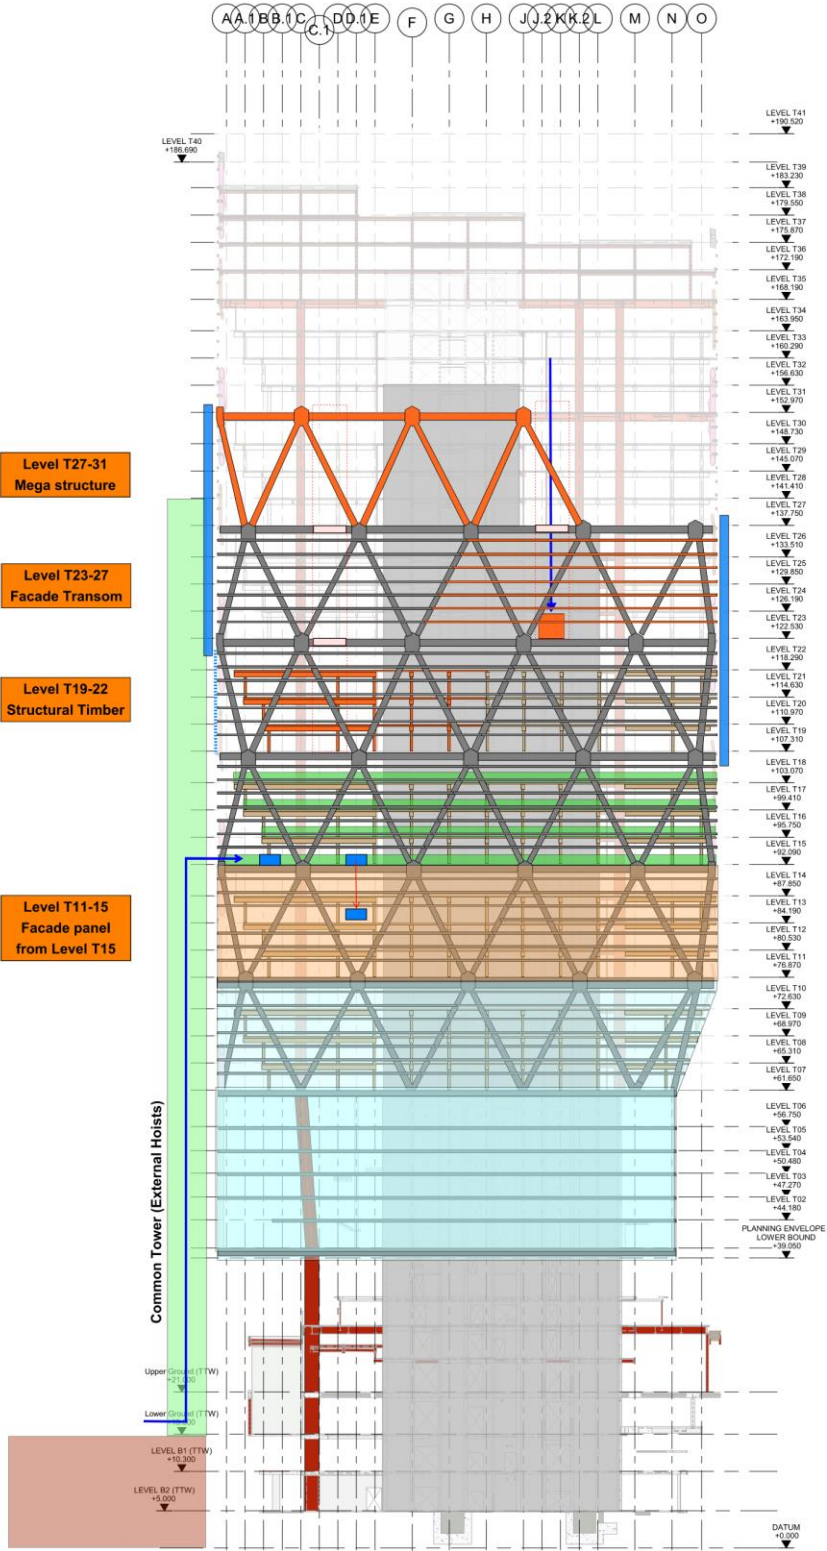 A A.1 B B.1 C C.1 D D.1 E F G H J J.2 K K.2 L M N O
LEVEL T41
+190.520
LEVEL T40
+186.690
LEVEL T39
+183.230
LEVEL T38
+179.550
LEVEL T37
+175.870
LEVEL T36
+172.190
LEVEL T35
+168.190
LEVEL T34
+163.950
LEVEL T33
+160.290
LEVEL T32
+156.630
LEVEL T31
+152.970
LEVEL T30
+148.730
LEVEL T29
+145.070
LEVEL T28
+141.410
LEVEL T27
+137.750
LEVEL T26
+133.510
LEVEL T25
+129.850
LEVEL T24
+126.190
LEVEL T23
+122.530
LEVEL T22
+118.290
LEVEL T21
+114.630
LEVEL T20
+110.970
LEVEL T19
+107.310
LEVEL T18
+103.070
LEVEL T17
+99.410
LEVEL T16
+95.750
LEVEL T15
+92.090
LEVEL T14
+87.850
LEVEL T13
+84.190
LEVEL T12
+80.530
LEVEL T11
+76.870
LEVEL T10
+72.630
LEVEL T09
+68.970
LEVEL T08
+65.310
LEVEL T07
+61.650
LEVEL T06
+56.750
LEVEL T05
+53.540
LEVEL T04
+50.480
LEVEL T03
+47.270
LEVEL T02
+44.180
PLANNING ENVELOPE
LOWER BOUND
+39.050
Level T27-31
Mega structure
Level T23-27
Facade Transom
Level T19-22
Structural Timber
Level T11-15
Facade panel
from Level T15
Common Tower (External Hoists)
Upper Ground (TTW)
+21.000
Lower Ground (TTW)
LEVEL B1 (TTW)
+10.300
LEVEL B2 (TTW)
+5.000
DATUM
+0.000